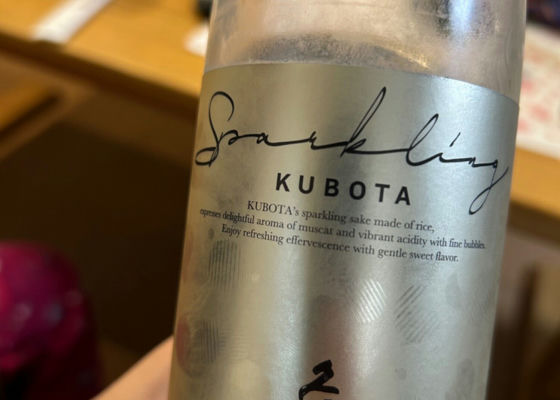 Sparkling
KUBOTA
KUBOTA's sparkling sake made of rice,
expresses delightful aroma of muscat and vibrant acidity with fine bubbles.
Enjoy refreshing effervescence with gentle sweet flavor.